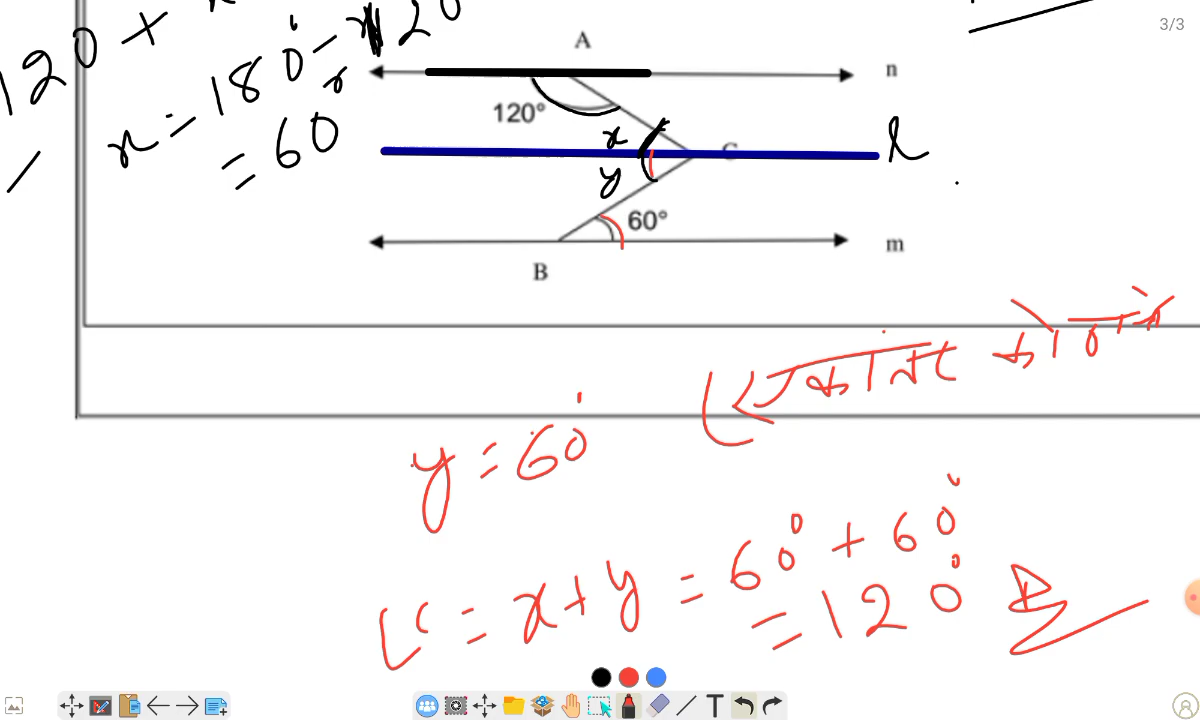 3/3
120 +
x = 180° - 120
= 60
A
n
120°
x
C
l
y
60°
m
B
y = 60°
(एकांतर कोण
∠C = x + y = 60° + 60°
= 120°
T